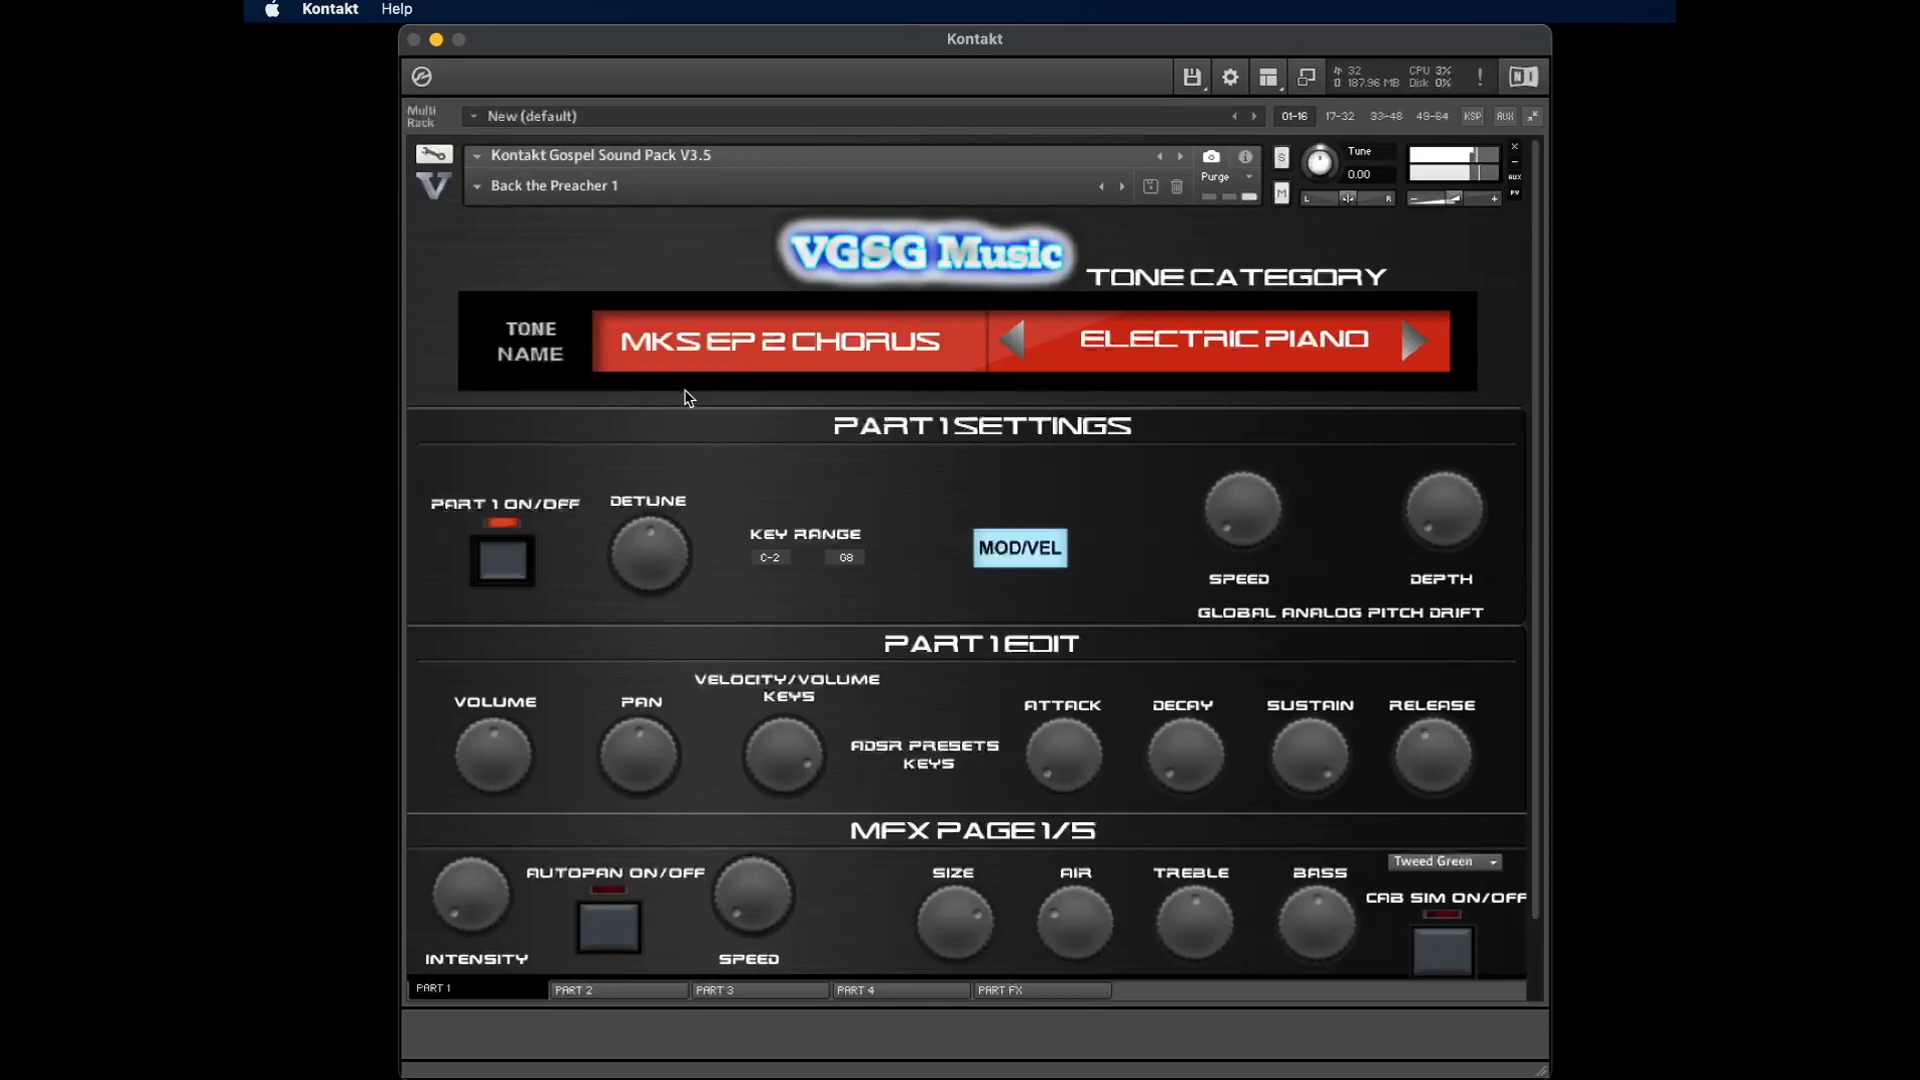 Kontakt Help
Kontakt
32
187.96 MB
CPU 3%
Disk 0%
!
NI
Multi
Rack
New (default)
01-16 17-32 33-48 49-64 KSP AUX
Kontakt Gospel Sound Pack V3.5
Back the Preacher 1
Purge
S
M
Tune
0.00
L R
- +
AUX
PV
VGSG Music
TONE CATEGORY
TONE
NAME
MKS EP 2 CHORUS
ELECTRIC PIANO
PART 1 SETTINGS
PART 1 ON/OFF
DETUNE
KEY RANGE
C-2 G8
MOD/VEL
SPEED
DEPTH
GLOBAL ANALOG PITCH DRIFT
PART 1 EDIT
VOLUME
PAN
VELOCITY/VOLUME
KEYS
ADSR PRESETS
KEYS
ATTACK
DECAY
SUSTAIN
RELEASE
MFX PAGE 1/5
INTENSITY
AUTOPAN ON/OFF
SPEED
SIZE
AIR
TREBLE
BASS
Tweed Green
CAB SIM ON/OFF
PART 1 PART 2 PART 3 PART 4 PART FX